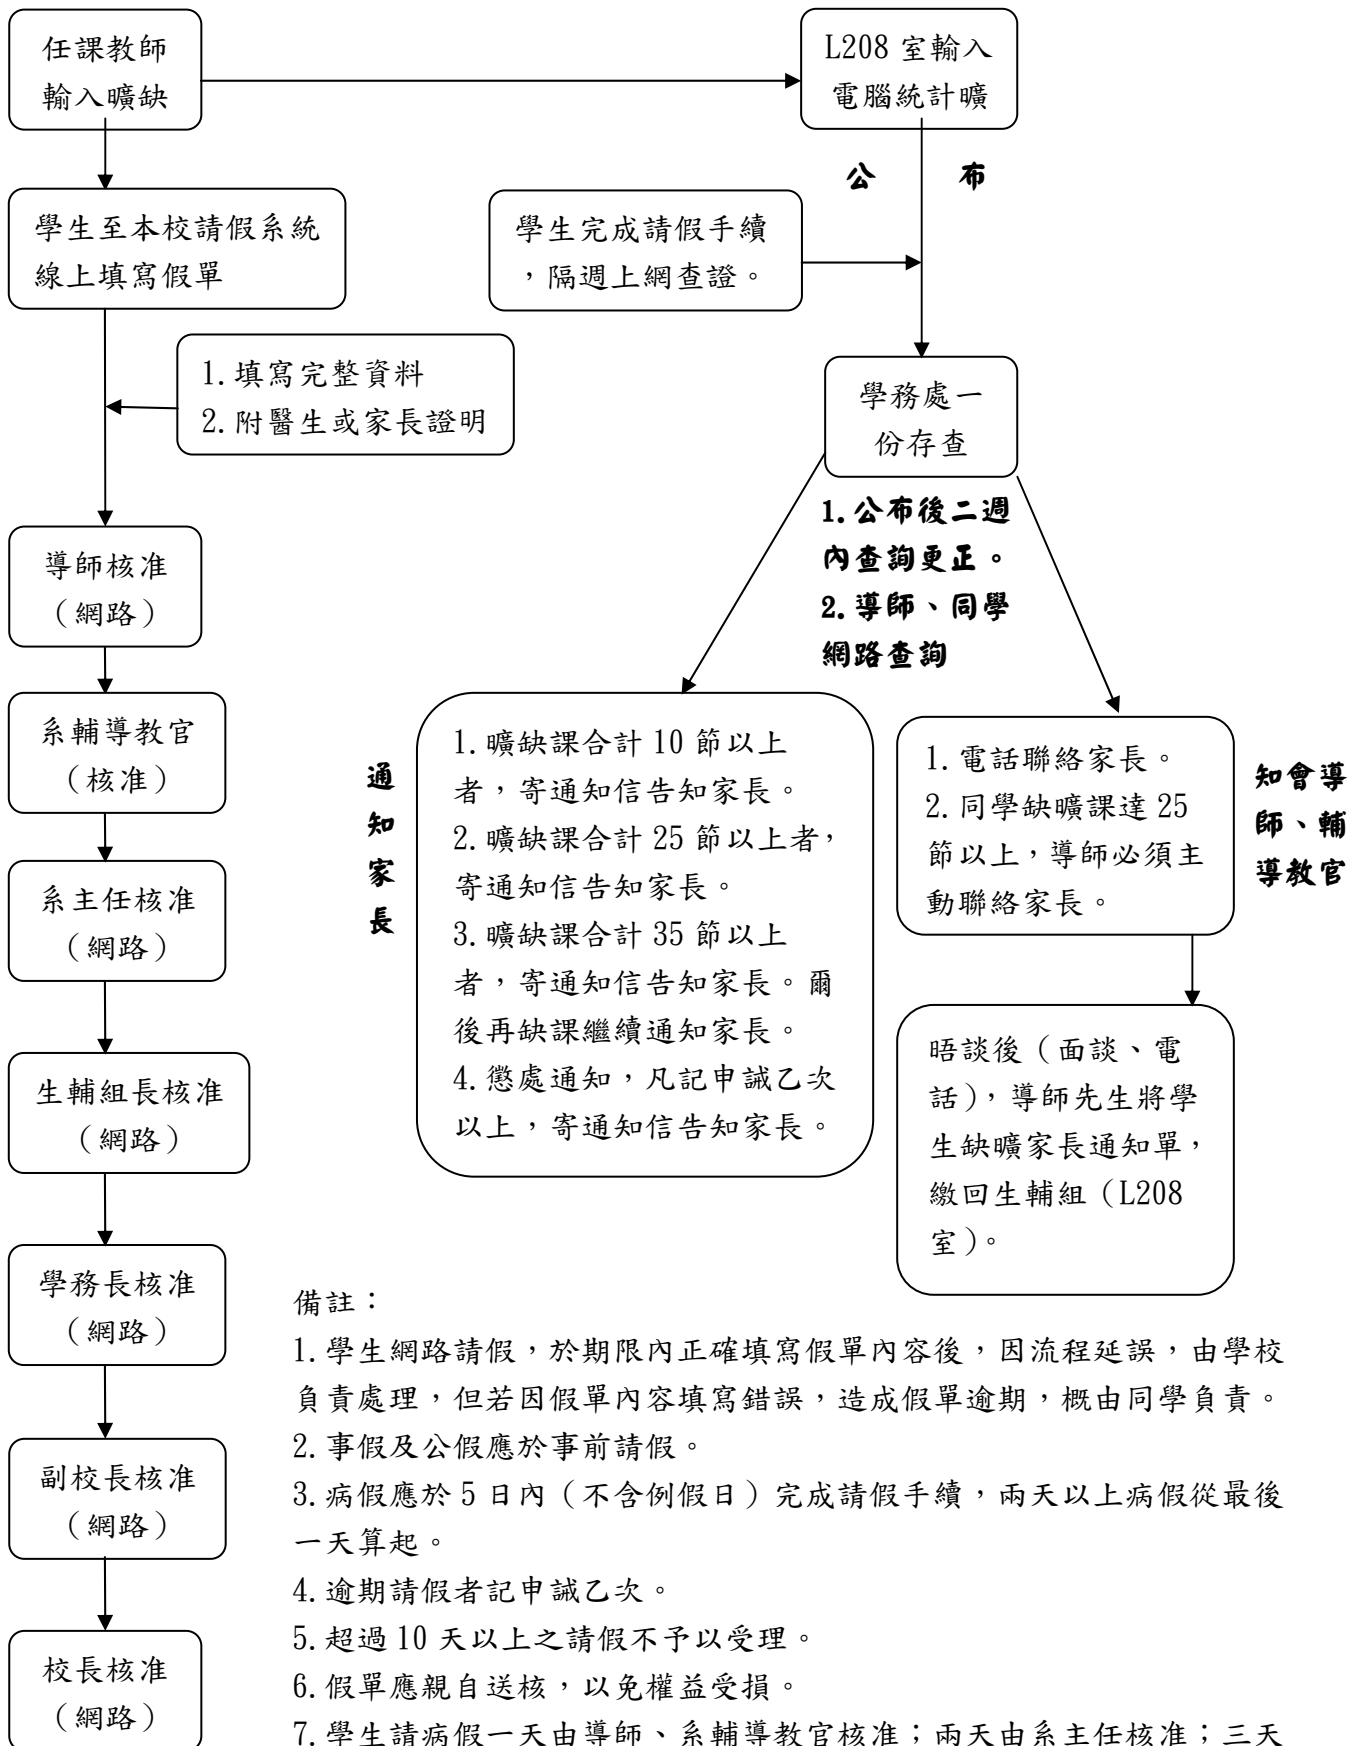 任課教師
輸入曠缺
L208 室輸入
電腦統計曠
公 布
學生至本校請假系統
線上填寫假單
學生完成請假手續
，隔週上網查證。
1.填寫完整資料
2.附醫生或家長證明
學務處一
份存查
1.公布後二週
內查詢更正。
2.導師、同學
網路查詢
導師核准
（網路）
系輔導教官
（核准）
系主任核准
（網路）
生輔組長核准
（網路）
學務長核准
（網路）
副校長核准
（網路）
校長核准
（網路）
通
知
家
長
1.曠缺課合計 10 節以上
者，寄通知信告知家長。
2.曠缺課合計 25 節以上者，
寄通知信告知家長。
3.曠缺課合計 35 節以上
者，寄通知信告知家長。爾
後再缺課繼續通知家長。
4.懲處通知，凡記申誡乙次
以上，寄通知信告知家長。
1.電話聯絡家長。
2.同學缺曠課達 25
節以上，導師必須主
動聯絡家長。
知會導
師、輔
導教官
晤談後（面談、電
話），導師先生將學
生缺曠家長通知單，
繳回生輔組（L208
室）。
備註：
1.學生網路請假，於期限內正確填寫假單內容後，因流程延誤，由學校
負責處理，但若因假單內容填寫錯誤，造成假單逾期，概由同學負責。
2.事假及公假應於事前請假。
3.病假應於 5 日內（不含例假日）完成請假手續，兩天以上病假從最後
一天算起。
4.逾期請假者記申誡乙次。
5.超過 10 天以上之請假不予以受理。
6.假單應親自送核，以免權益受損。
7.學生請病假一天由導師、系輔導教官核准；兩天由系主任核准；三天